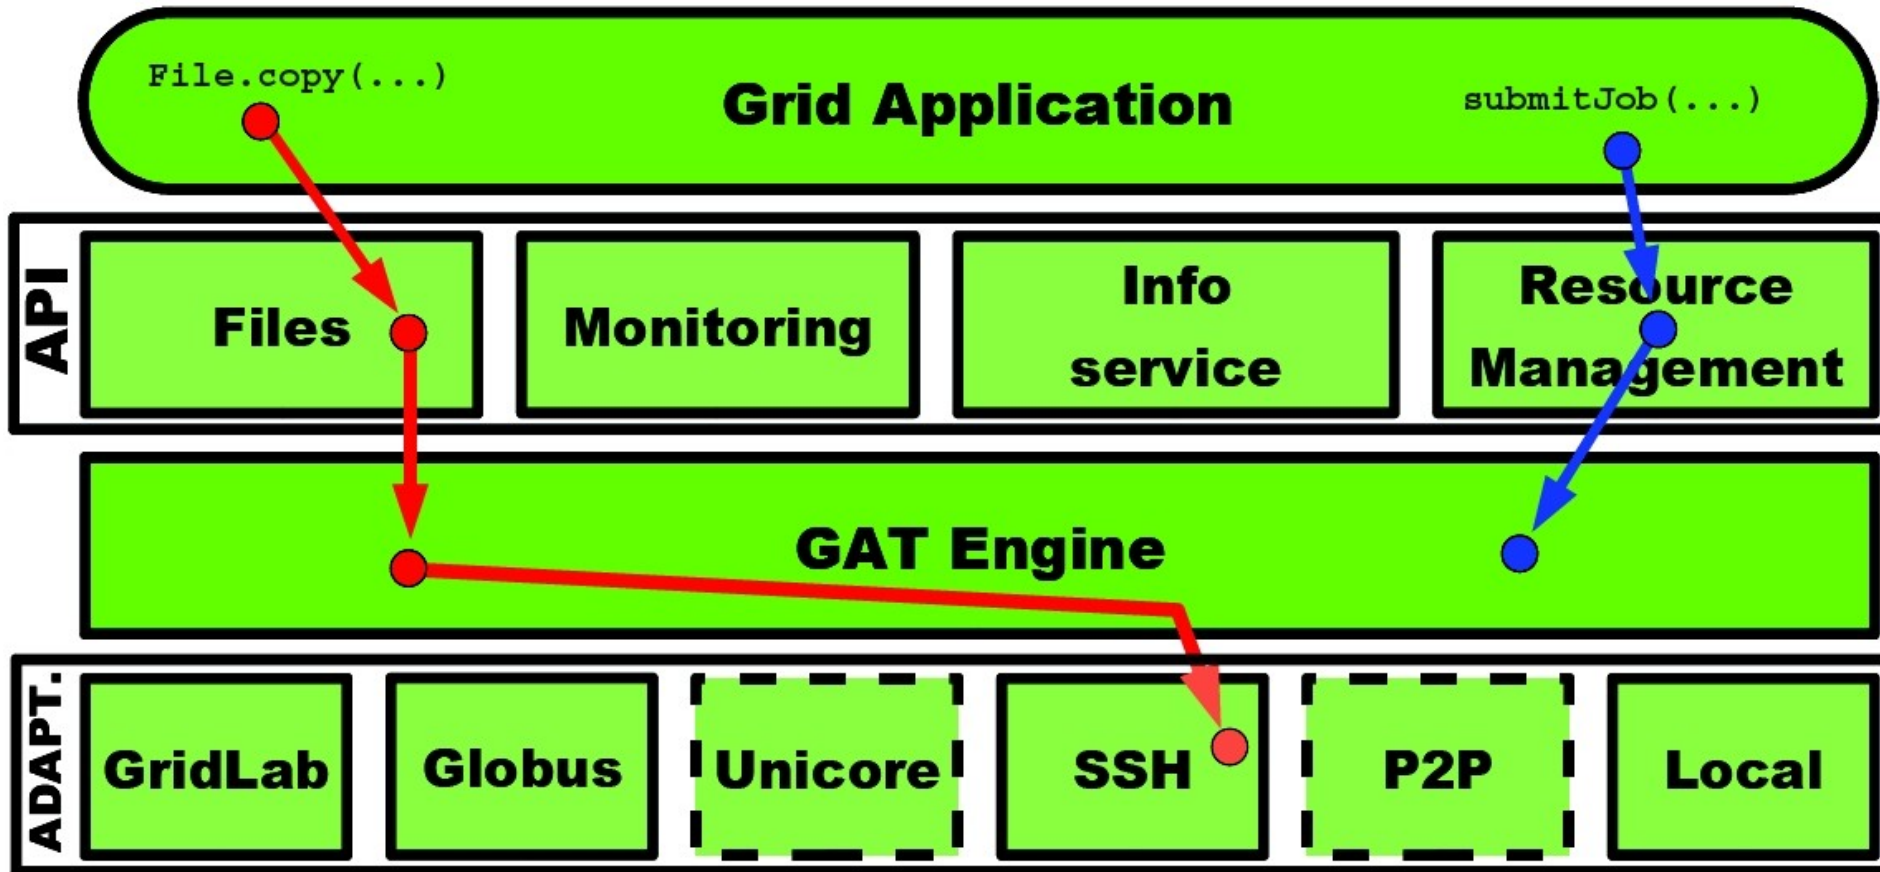 File.copy(...)
Grid Application
submitJob(...)
API
Files
Monitoring
Info
service
Resource
Management
GAT Engine
ADAPT.
GridLab
Globus
Unicore
SSH
P2P
Local